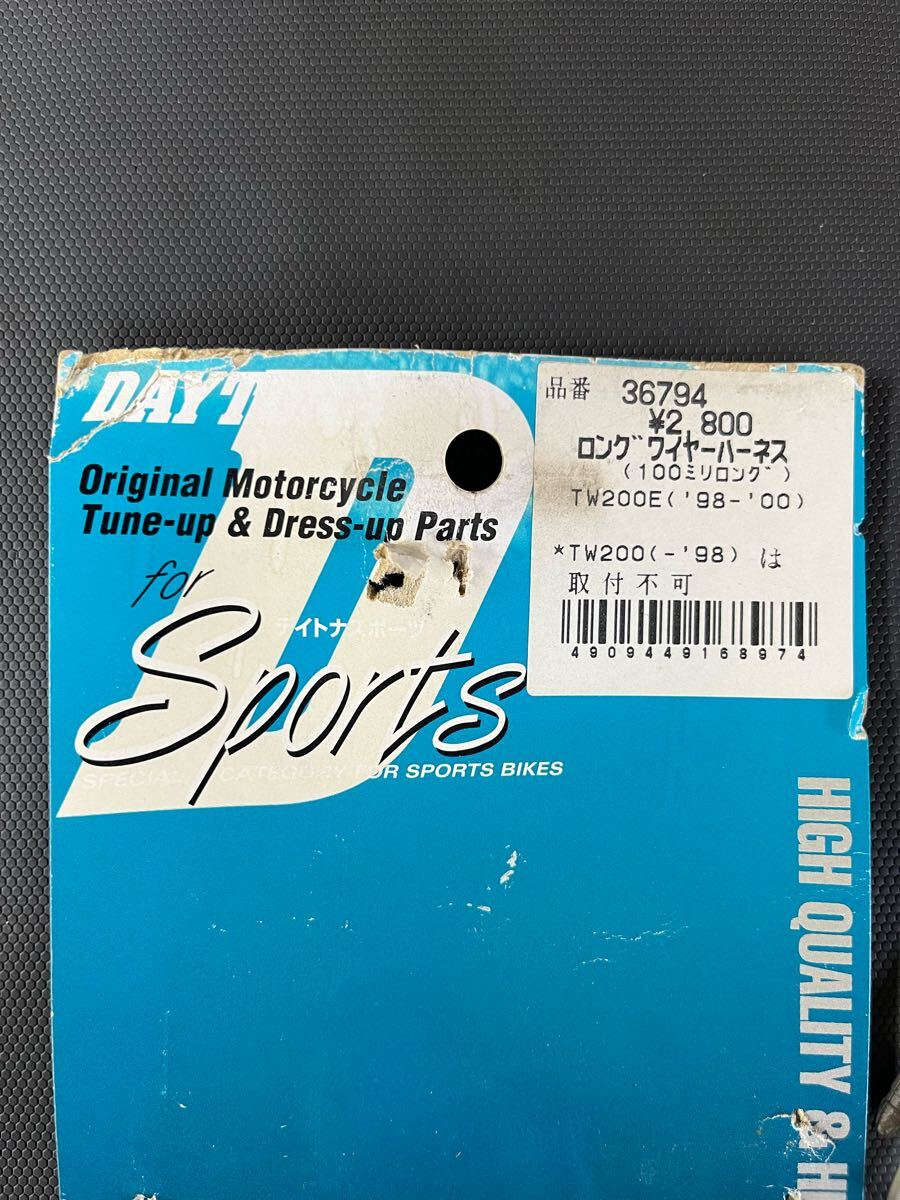 DAYT
Original Motorcycle
Tune-up & Dress-up Parts
for
デイトナスポーツ
Sports
SPECIAL CATEGORY FOR SPORTS BIKES
品番 36794
¥2,800
ロングワイヤーハーネス
(100ミリロング)
TW200E('98-'00)
*TW200(-'98) は
取付不可
4909449168974
HIGH QUALITY & H